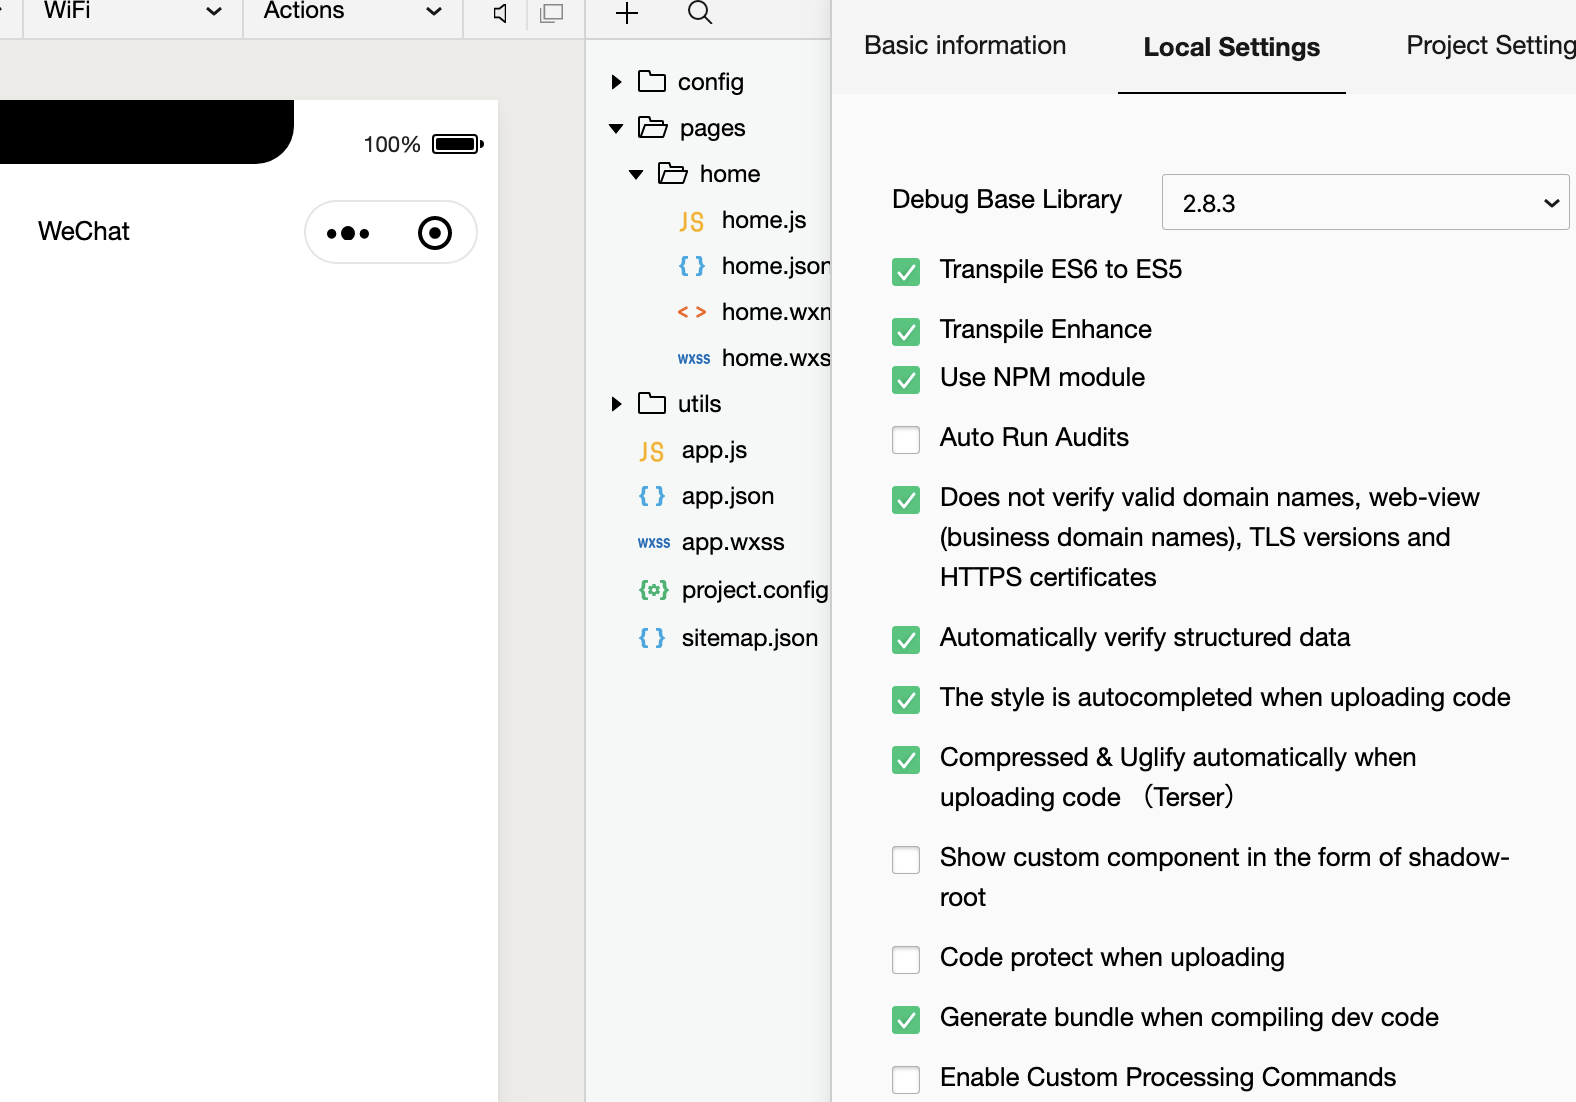 WiFi
Actions
100%
WeChat
config
pages
home
JS home.js
{ } home.json
< > home.wxm
wxss home.wxs
utils
JS app.js
{ } app.json
wxss app.wxss
project.config
{ } sitemap.json
Basic information
Local Settings
Project Setting
Debug Base Library
2.8.3
Transpile ES6 to ES5
Transpile Enhance
Use NPM module
Auto Run Audits
Does not verify valid domain names, web-view
(business domain names), TLS versions and
HTTPS certificates
Automatically verify structured data
The style is autocompleted when uploading code
Compressed & Uglify automatically when
uploading code （Terser）
Show custom component in the form of shadow-
root
Code protect when uploading
Generate bundle when compiling dev code
Enable Custom Processing Commands